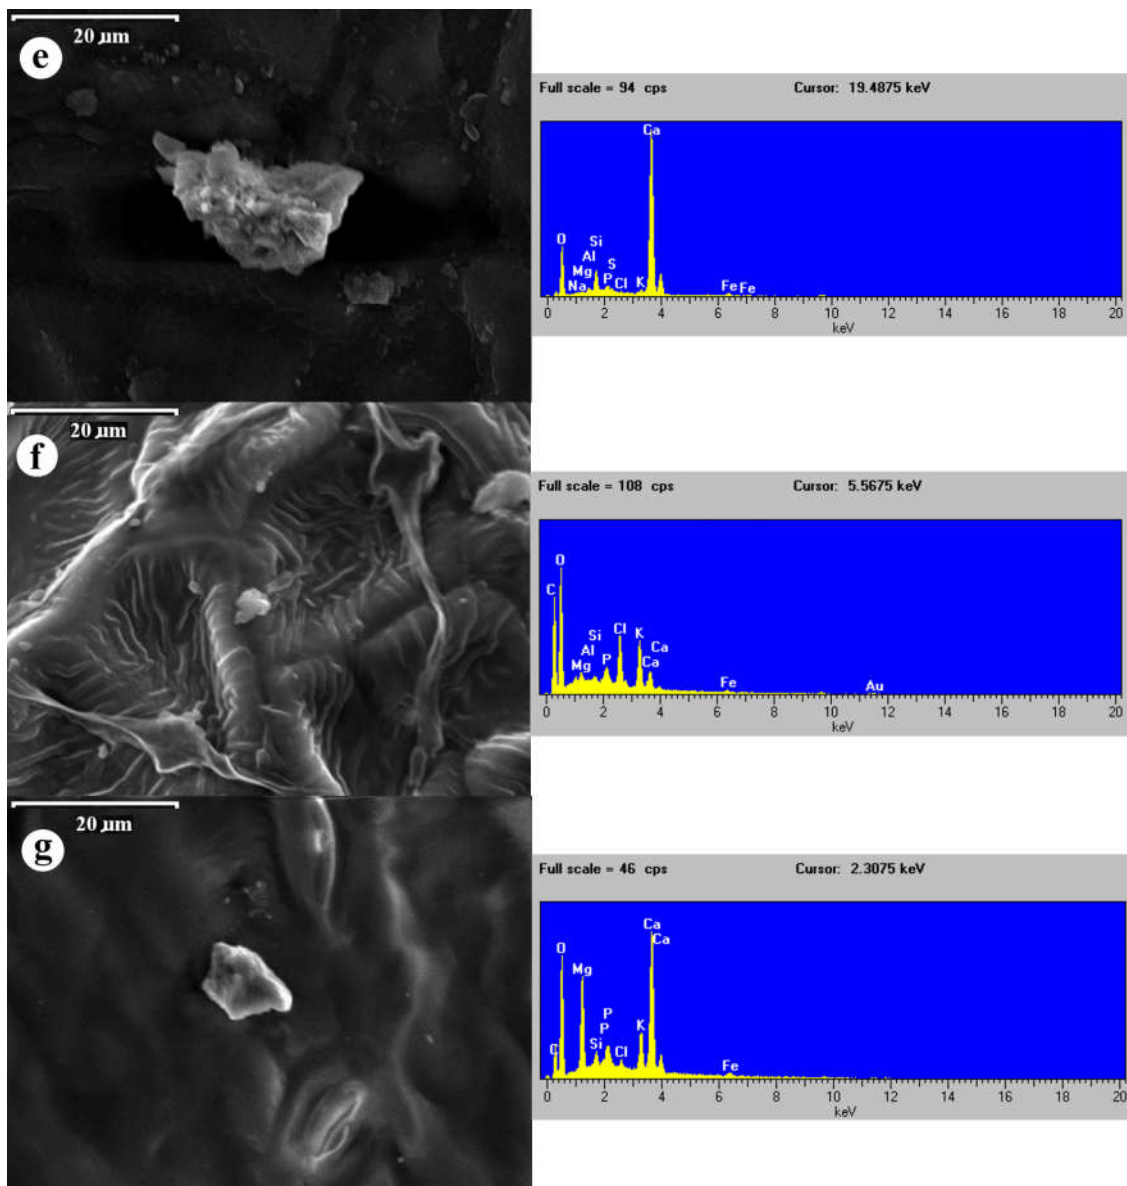 20 µm
e
Full scale = 94 cps Cursor: 19.4875 keV
Ca
O
Si
Al
S
Mg
P
K
Na
Cl
Fe
Fe
0 2 4 6 8 10 12 14 16 18 20
keV
20 µm
f
Full scale = 108 cps Cursor: 5.5675 keV
O
C
Cl
K
Si
Ca
Al
P
Ca
Mg
Fe
Au
0 2 4 6 8 10 12 14 16 18 20
keV
20 µm
g
Full scale = 46 cps Cursor: 2.3075 keV
Ca
Ca
O
Mg
P
P
K
Si
Cl
C
Fe
0 2 4 6 8 10 12 14 16 18 20
keV